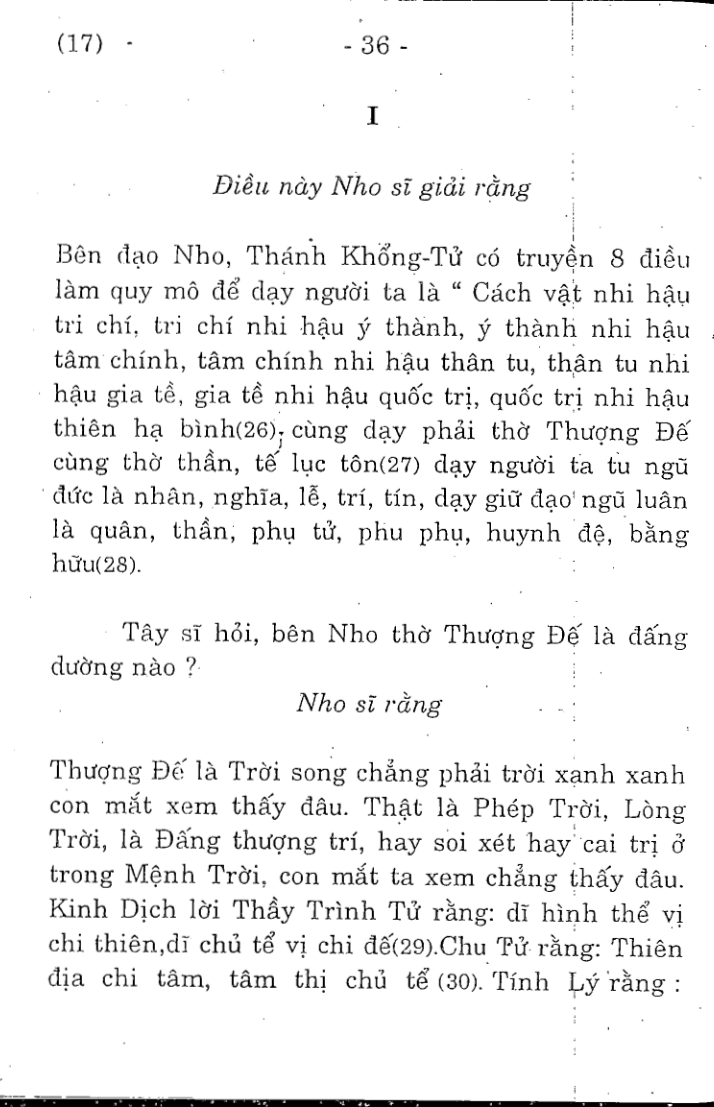 (17)
- 36 -
I
Điều này Nho sĩ giải rằng
Bên đạo Nho, Thánh Khổng-Tử có truyền 8 điều
làm quy mô để dạy người ta là “ Cách vật nhi hậu
tri chí, tri chí nhi hậu ý thành, ý thành nhi hậu
tâm chính, tâm chính nhi hậu thân tu, thân tu nhi
hậu gia tề, gia tề nhi hậu quốc trị, quốc trị nhi hậu
thiên hạ bình(26); cùng dạy phải thờ Thượng Đế
cùng thờ thần, tế lục tôn(27) dạy người ta tu ngũ
đức là nhân, nghĩa, lễ, trí, tín, dạy giữ đạo ngũ luân
là quân, thần, phụ tử, phu phụ, huynh đệ, bằng
hữu(28).
Tây sĩ hỏi, bên Nho thờ Thượng Đế là đấng
dường nào ?
Nho sĩ rằng
Thượng Đế là Trời song chẳng phải trời xanh xanh
con mắt xem thấy đâu. Thật là Phép Trời, Lòng
Trời, là Đấng thượng trí, hay soi xét hay cai trị ở
trong Mệnh Trời, con mắt ta xem chẳng thấy đâu.
Kinh Dịch lời Thầy Trình Tử rằng: dĩ hình thể vị
chi thiên,dĩ chủ tể vị chi đế(29).Chu Tử rằng: Thiên
địa chi tâm, tâm thị chủ tể (30). Tính Lý rằng :